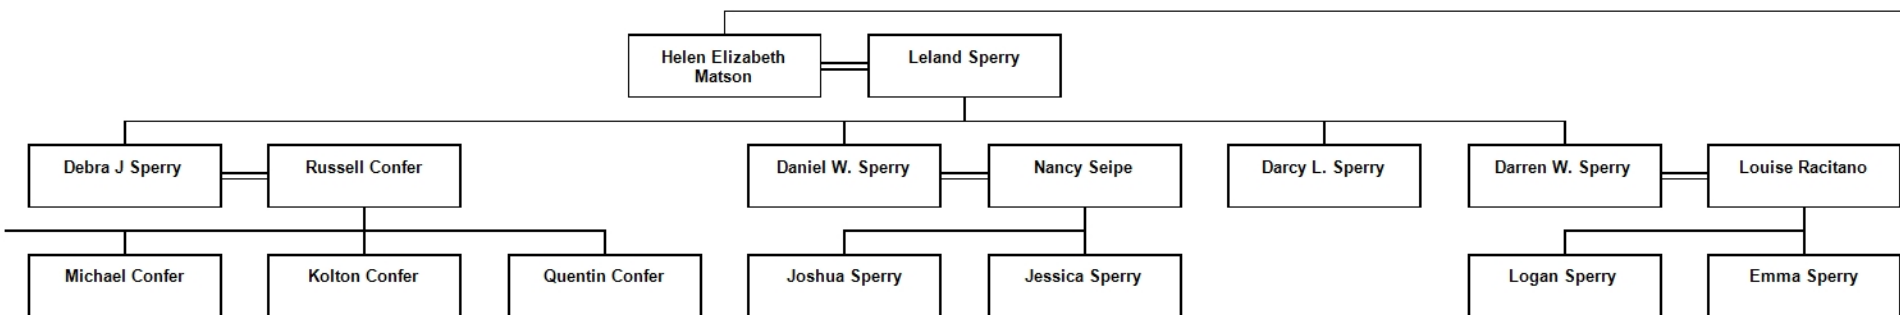 Helen Elizabeth
Matson
Leland Sperry
Debra J Sperry
Russell Confer
Daniel W. Sperry
Nancy Seipe
Darcy L. Sperry
Darren W. Sperry
Louise Racitano
Michael Confer
Kolton Confer
Quentin Confer
Joshua Sperry
Jessica Sperry
Logan Sperry
Emma Sperry